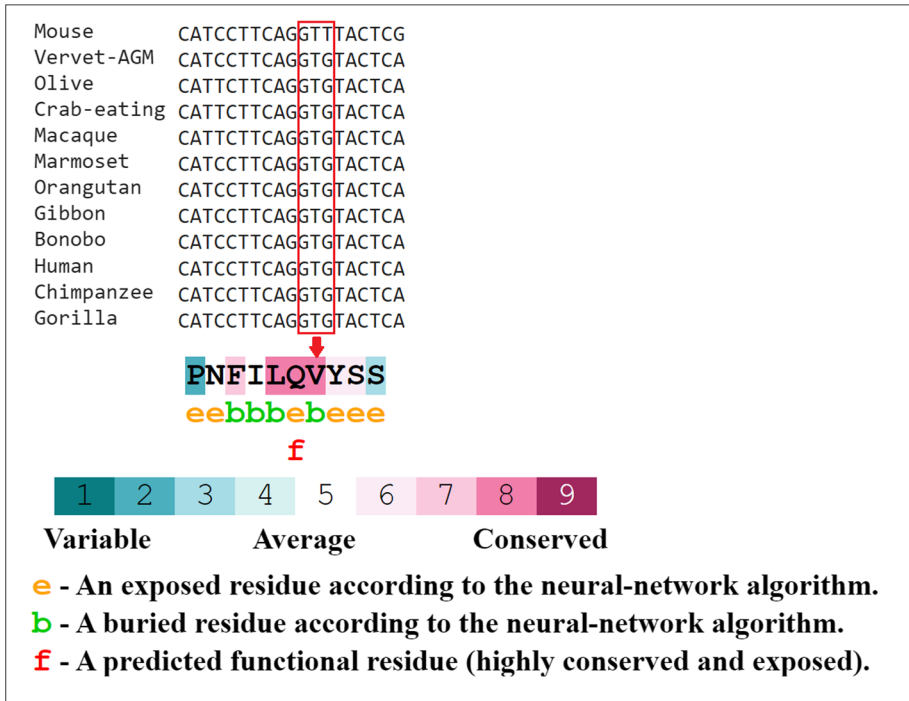 Mouse CATCCTTCAGGTTTACTCG
Vervet-AGM CATCCTTCAGGTGTACTCA
Olive CATTCTTCAGGTGTACTCA
Crab-eating CATTCTTCAGGTGTACTCA
Macaque CATTCTTCAGGTGTACTCA
Marmoset CATCCTTCAGGTGTACTCA
Orangutan CATCCTTCAGGTGTACTCA
Gibbon CATCCTTCAGGTGTACTCA
Bonobo CATCCTTCAGGTGTACTCA
Human CATCCTTCAGGTGTACTCA
Chimpanzee CATCCTTCAGGTGTACTCA
Gorilla CATCCTTCAGGTGTACTCA
PNFILQVYSS
eebbbebeee
f
1 2 3 4 5 6 7 8 9
Variable Average Conserved
e - An exposed residue according to the neural-network algorithm.
b - A buried residue according to the neural-network algorithm.
f - A predicted functional residue (highly conserved and exposed).